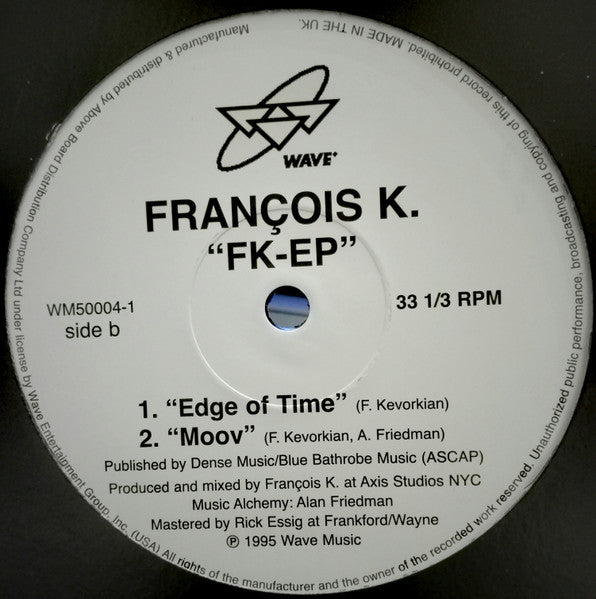 WAVE
FRANÇOIS K.
“FK-EP”
WM50004-1
side b
33 1/3 RPM
1. “Edge of Time” (F. Kevorkian)
2. “Moov” (F. Kevorkian, A. Friedman)
Published by Dense Music/Blue Bathrobe Music (ASCAP)
Produced and mixed by François K. at Axis Studios NYC
Music Alchemy: Alan Friedman
Mastered by Rick Essig at Frankford/Wayne
℗ 1995 Wave Music
Manufactured & distributed by Above Board Distribution Company Ltd under license by Wave Entertainment Group, Inc. (USA) All rights of the manufacturer and the owner of the recorded work reserved. Unauthorized public performance, broadcasting and copying of this record prohibited. MADE IN THE UK.